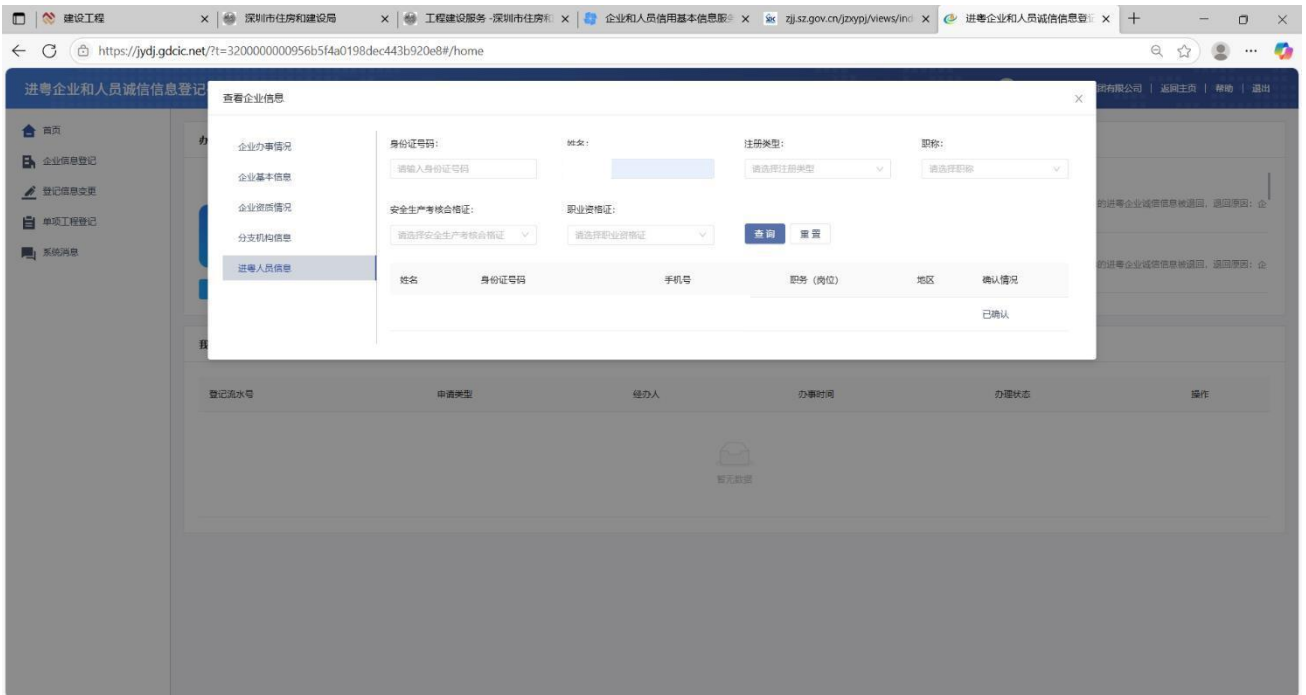 建设工程
深圳市住房和建设局
工程建设服务 -深圳市住房和
企业和人员信用基本信息服
zjj.sz.gov.cn/jzxypj/views/ind
进粤企业和人员诚信信息登记
https://jydj.gdcic.net/?t=3200000000956b5f4a0198dec443b920e8#/home
进粤企业和人员诚信信息登记
团有限公司 | 返回主页 | 帮助 | 退出
首页
企业信息登记
登记信息变更
单项工程登记
系统消息
查看企业信息
企业办事情况
企业基本信息
企业资质情况
分支机构信息
进粤人员信息
身份证号码:
姓名:
注册类型:
职称:
请输入身份证号码
请选择注册类型
请选择职称
安全生产考核合格证:
职业资格证:
请选择安全生产考核合格证
请选择职业资格证
查询
重置
姓名 身份证号码 手机号 职务（岗位） 地区 确认情况
已确认
的进粤企业诚信信息被退回，退回原因：企
的进粤企业诚信信息被退回，退回原因：企
登记流水号 申请类型 经办人 办事时间 办理状态 操作
暂无数据